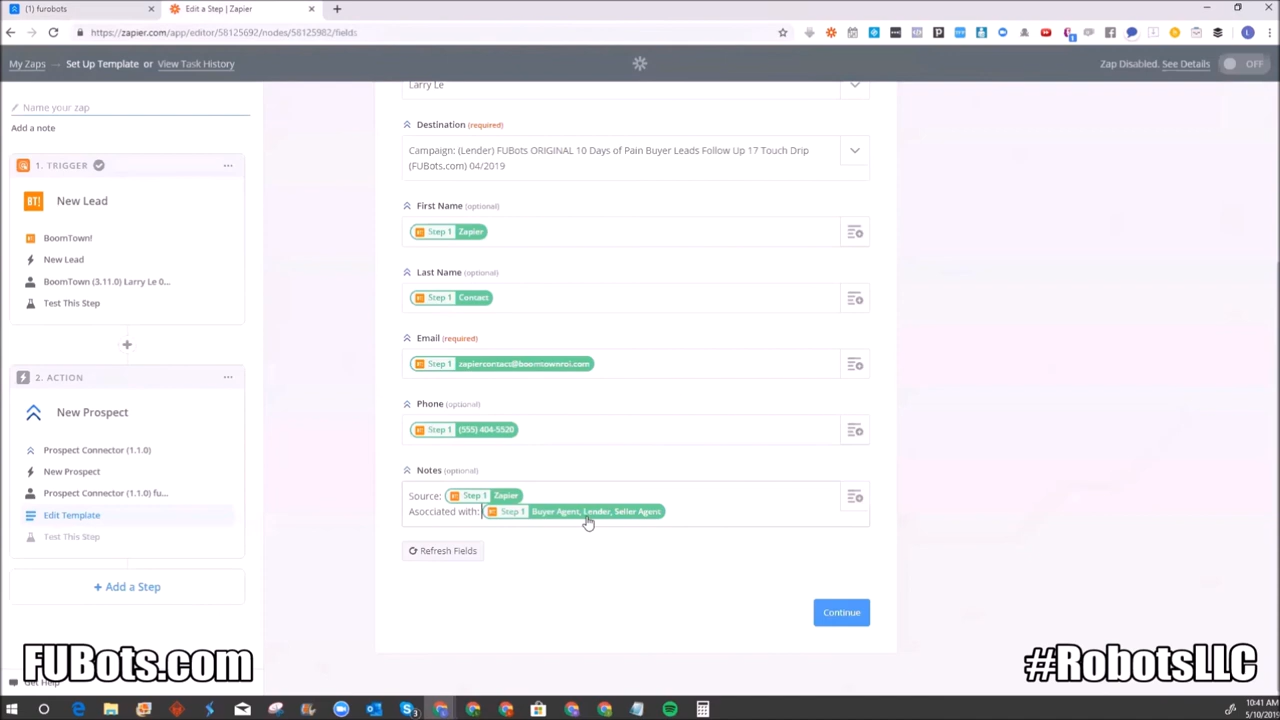 furobots
Edit a Step | Zapier
https://zapier.com/app/editor/58125692/nodes/58125982/fields
My Zaps
Set Up Template or View Task History
Zap Disabled. See Details
OFF
Name your zap
Add a note
1. TRIGGER
BT! New Lead
BoomTown!
New Lead
BoomTown (3.11.0) Larry Le 0...
Test This Step
2. ACTION
New Prospect
Prospect Connector (1.1.0)
New Prospect
Prospect Connector (1.1.0) fu...
Edit Template
Test This Step
+ Add a Step
Get Help
Larry Le
Destination (required)
Campaign: (Lender) FUBots ORIGINAL 10 Days of Pain Buyer Leads Follow Up 17 Touch Drip
(FUBots.com) 04/2019
First Name (optional)
Step 1 Zapier
Last Name (optional)
Step 1 Contact
Email (required)
Step 1 zapiercontact@boomtownroi.com
Phone (optional)
Step 1 (555) 404-5520
Notes (optional)
Source: Step 1 Zapier
Asoccialed with: Step 1 Buyer Agent, Lender, Seller Agent
Refresh Fields
Continue
FUBots.com
#RobotsLLC
10:41 AM
5/10/2019